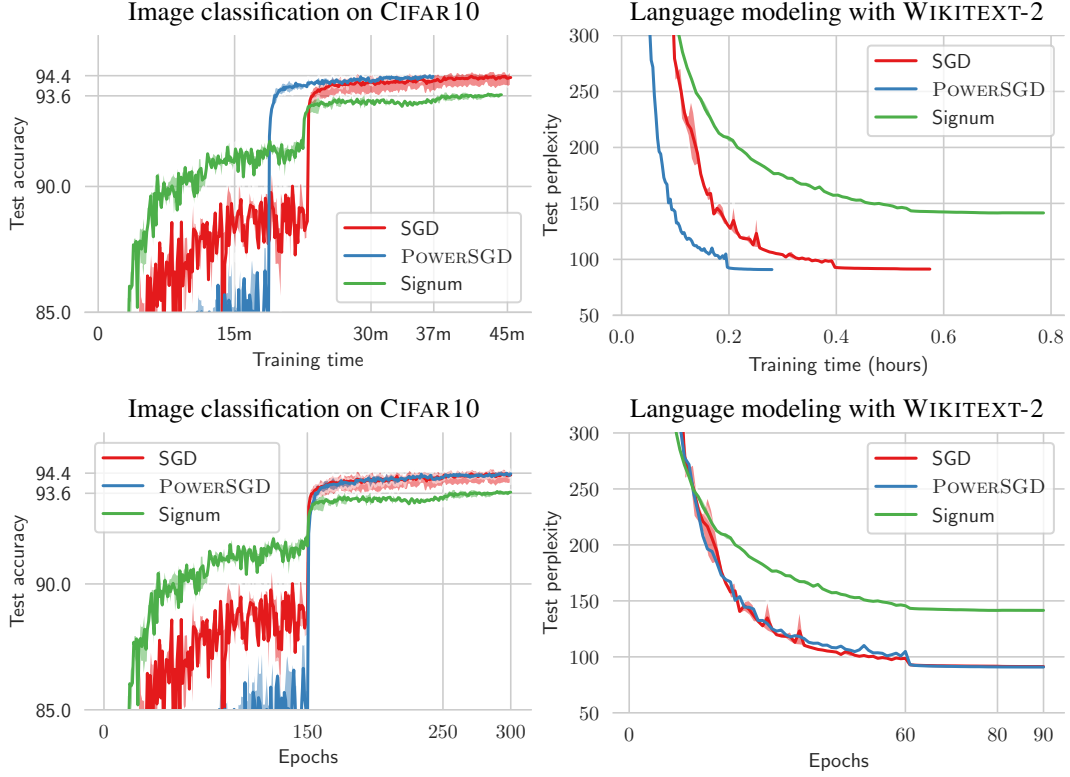 Image classification on CIFAR10
Test accuracy
94.4
93.6
90.0
85.0
SGD
POWERSGD
Signum
0
15m
30m
37m
45m
Training time
Language modeling with WIKITEXT-2
Test perplexity
300
250
200
150
100
50
SGD
POWERSGD
Signum
0.0
0.2
0.4
0.6
0.8
Training time (hours)
Image classification on CIFAR10
Test accuracy
94.4
93.6
90.0
85.0
SGD
POWERSGD
Signum
0
150
250
300
Epochs
Language modeling with WIKITEXT-2
Test perplexity
300
250
200
150
100
50
SGD
POWERSGD
Signum
0
60
80
90
Epochs